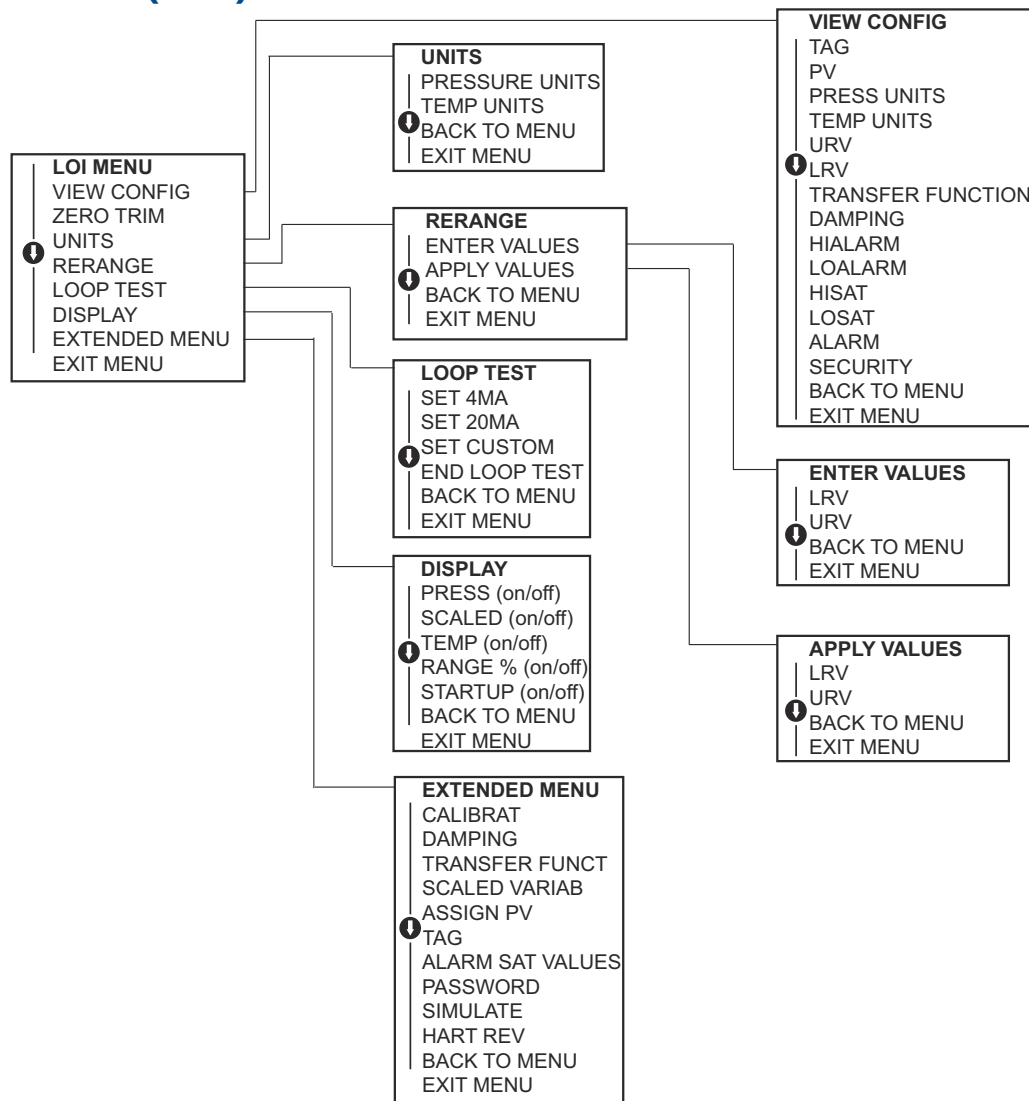 LOI MENU
VIEW CONFIG
ZERO TRIM
UNITS
RERANGE
LOOP TEST
DISPLAY
EXTENDED MENU
EXIT MENU
UNITS
PRESSURE UNITS
TEMP UNITS
BACK TO MENU
EXIT MENU
RERANGE
ENTER VALUES
APPLY VALUES
BACK TO MENU
EXIT MENU
LOOP TEST
SET 4MA
SET 20MA
SET CUSTOM
END LOOP TEST
BACK TO MENU
EXIT MENU
DISPLAY
PRESS (on/off)
SCALED (on/off)
TEMP (on/off)
RANGE % (on/off)
STARTUP (on/off)
BACK TO MENU
EXIT MENU
EXTENDED MENU
CALIBRAT
DAMPING
TRANSFER FUNCT
SCALED VARIAB
ASSIGN PV
TAG
ALARM SAT VALUES
PASSWORD
SIMULATE
HART REV
BACK TO MENU
EXIT MENU
VIEW CONFIG
TAG
PV
PRESS UNITS
TEMP UNITS
URV
LRV
TRANSFER FUNCTION
DAMPING
HIALARM
LOALARM
HISAT
LOSAT
ALARM
SECURITY
BACK TO MENU
EXIT MENU
ENTER VALUES
LRV
URV
BACK TO MENU
EXIT MENU
APPLY VALUES
LRV
URV
BACK TO MENU
EXIT MENU